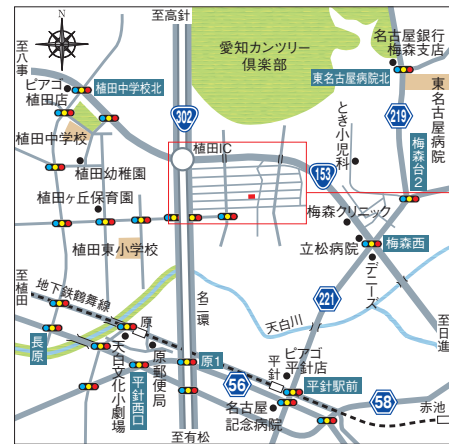 至高針
至八事
愛知カンツリー
倶楽部
名古屋銀行
梅森支店
ピアゴ
植田店
植田中学校北
東名古屋病院北
東名古屋病院
植田中学校
302
219
植田IC
とき小児科
植田幼稚園
153
梅森台2
植田ヶ丘保育園
梅森クリニック
植田東小学校
立松病院
梅森西
デニーズ
至植田
地下鉄鶴舞線
名二環
221
天白川
至日進
長原
原
天白文化小劇場
平針西口
原郵便局
原1
56
平針
ピアゴ
平針店
平針駅前
58
赤池
名古屋
記念病院
至有松